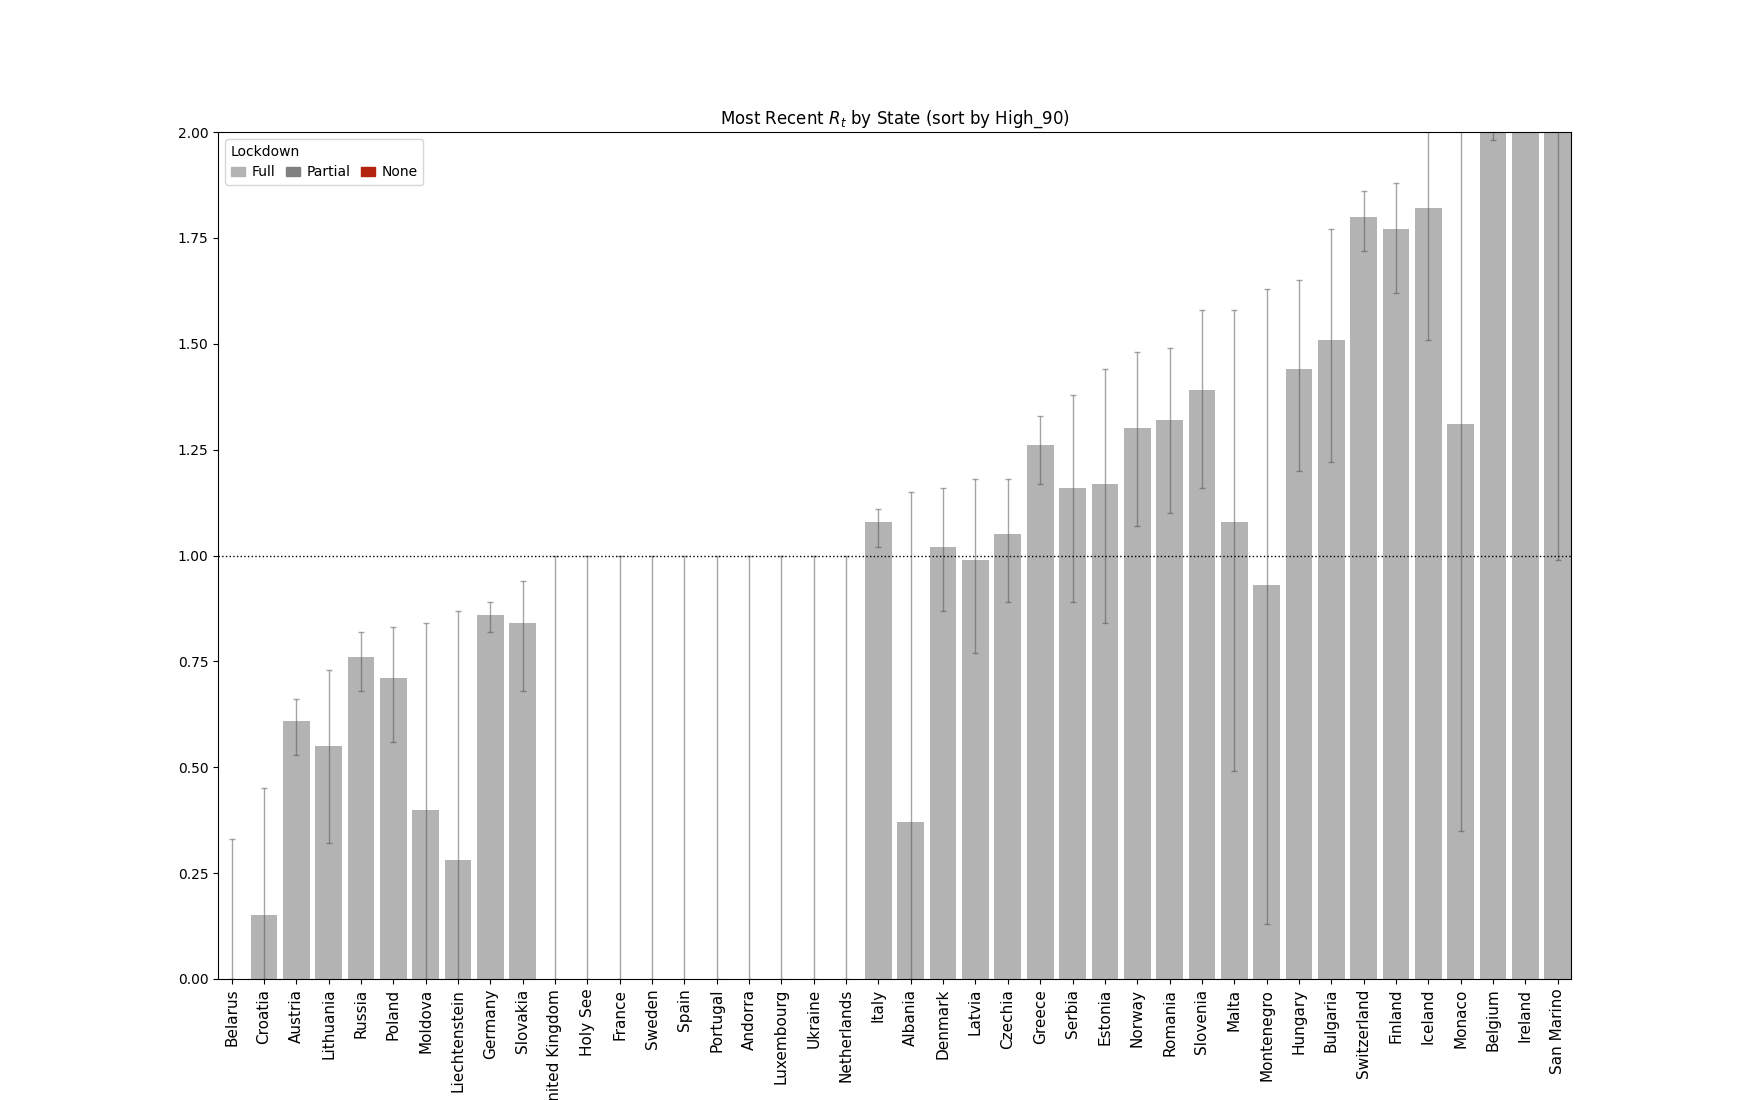 Most Recent R_t by State (sort by High_90)
Lockdown
Full Partial None
2.00
1.75
1.50
1.25
1.00
0.75
0.50
0.25
0.00
Belarus
Croatia
Austria
Lithuania
Russia
Poland
Moldova
Liechtenstein
Germany
Slovakia
nited Kingdom
Holy See
France
Sweden
Spain
Portugal
Andorra
Luxembourg
Ukraine
Netherlands
Italy
Albania
Denmark
Latvia
Czechia
Greece
Serbia
Estonia
Norway
Romania
Slovenia
Malta
Montenegro
Hungary
Bulgaria
Switzerland
Finland
Iceland
Monaco
Belgium
Ireland
San Marino